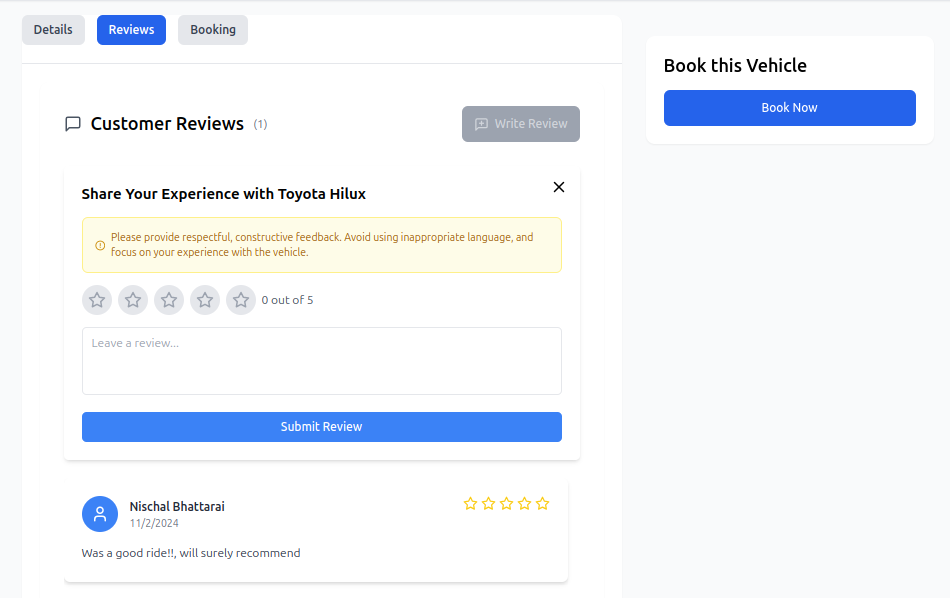 Details
Reviews
Booking
Book this Vehicle
Book Now
Customer Reviews (1)
Write Review
Share Your Experience with Toyota Hilux
Please provide respectful, constructive feedback. Avoid using inappropriate language, and
focus on your experience with the vehicle.
0 out of 5
Leave a review...
Submit Review
Nischal Bhattarai
11/2/2024
Was a good ride!!, will surely recommend